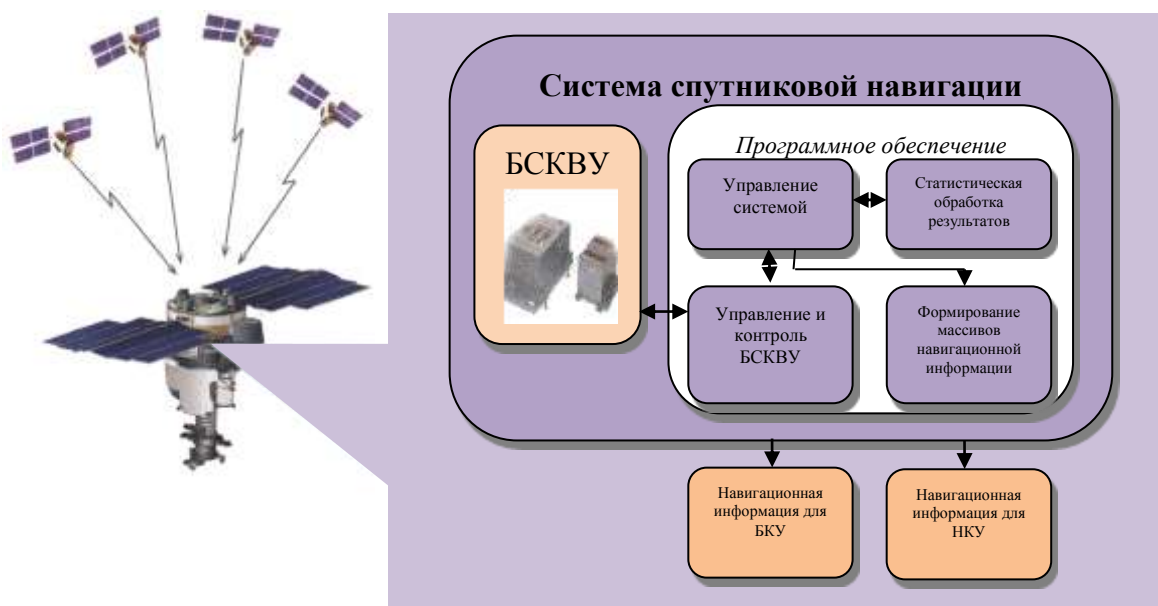 Система спутниковой навигации
БСКВУ
Программное обеспечение
Управление
системой
Статистическая
обработка
результатов
Управление и
контроль
БСКВУ
Формирование
массивов
навигационной
информации
Навигационная
информация для
БКУ
Навигационная
информация для
НКУ